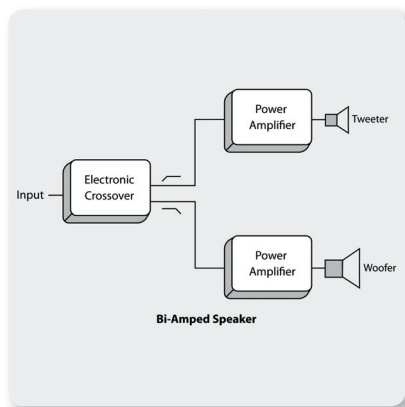 Power
Amplifier
Tweeter
Electronic
Crossover
Input
Power
Amplifier
Woofer
Bi-Amped Speaker